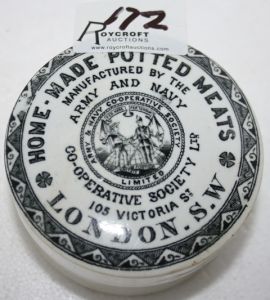 172
ROYCROFT
AUCTIONS
www.roycroftauctions.com
HOME-MADE POTTED MEATS
MANUFACTURED BY THE
ARMY AND NAVY
ARMY & NAVY CO-OPERATIVE SOCIETY
LIMITED
CO-OPERATIVE SOCIETY LTD
105 VICTORIA ST
LONDON. S.W